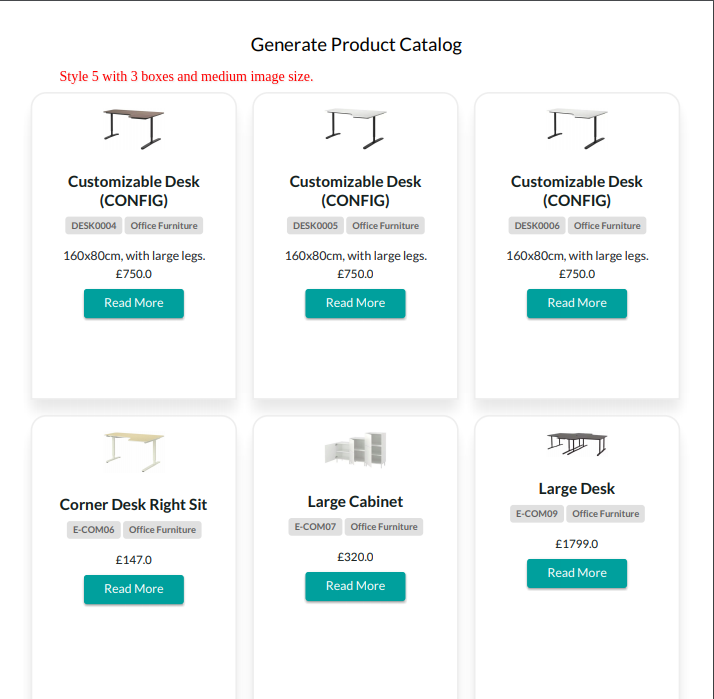 Generate Product Catalog
Style 5 with 3 boxes and medium image size.
Customizable Desk
(CONFIG)
DESK0004 Office Furniture
160x80cm, with large legs.
£750.0
Read More
Customizable Desk
(CONFIG)
DESK0005 Office Furniture
160x80cm, with large legs.
£750.0
Read More
Customizable Desk
(CONFIG)
DESK0006 Office Furniture
160x80cm, with large legs.
£750.0
Read More
Corner Desk Right Sit
E-COM06 Office Furniture
£147.0
Read More
Large Cabinet
E-COM07 Office Furniture
£320.0
Read More
Large Desk
E-COM09 Office Furniture
£1799.0
Read More